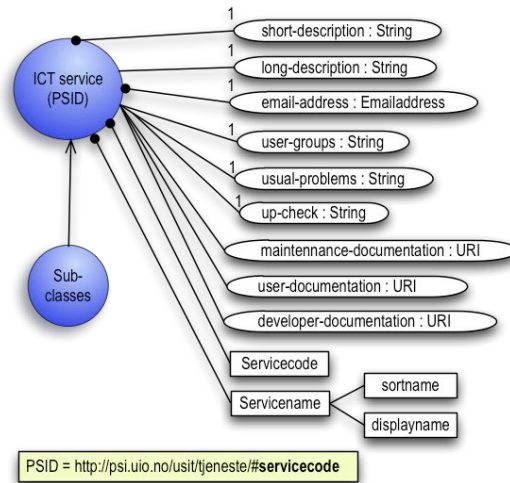 1
short-description : String
ICT service
(PSID)
1
long-description : String
1
email-address : Emailaddress
1
user-groups : String
1
usual-problems : String
1
up-check : String
maintennance-documentation : URI
Sub-
classes
user-documentation : URI
developer-documentation : URI
Servicecode
sortname
Servicename
displayname
PSID = http://psi.uio.no/usit/tjeneste/#servicecode